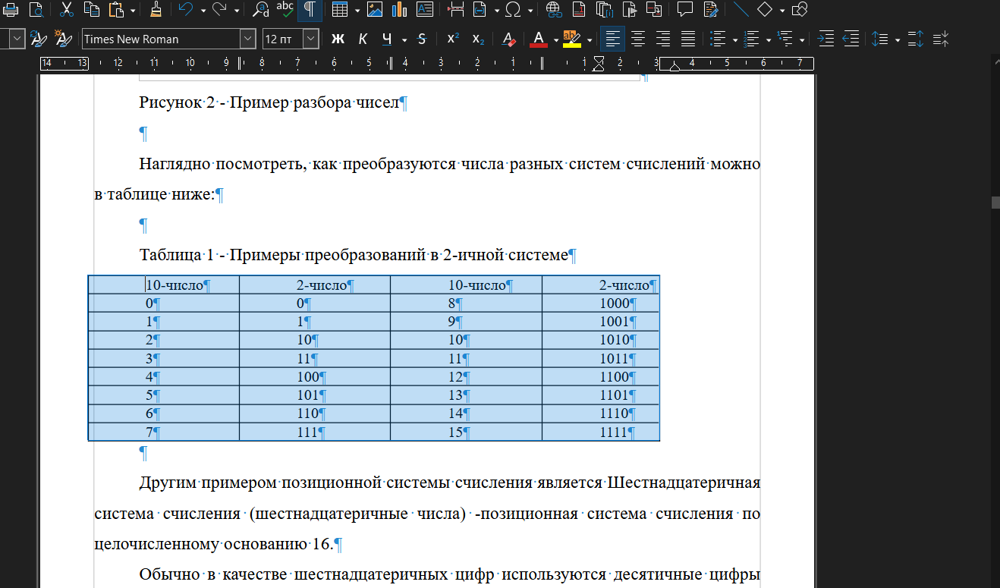 abc
Times New Roman
12 пт
Ж К Ч S X² X₂ A A ab
14 13 12 11 10 9 8 7 6 5 4 3 2 1 1 2 3 4 5 6 7
Рисунок 2 - Пример разбора чисел¶
¶
Наглядно посмотреть, как преобразуются числа разных систем счислений можно
в таблице ниже:¶
¶
Таблица 1 - Примеры преобразований в 2-ичной системе¶
10-число¶ 2-число¶ 10-число¶ 2-число¶
0¶ 0¶ 8¶ 1000¶
1¶ 1¶ 9¶ 1001¶
2¶ 10¶ 10¶ 1010¶
3¶ 11¶ 11¶ 1011¶
4¶ 100¶ 12¶ 1100¶
5¶ 101¶ 13¶ 1101¶
6¶ 110¶ 14¶ 1110¶
7¶ 111¶ 15¶ 1111¶
¶
Другим примером позиционной системы счисления является Шестнадцатеричная
система счисления (шестнадцатеричные числа) -позиционная система счисления по
целочисленному основанию 16.¶
Обычно в качестве шестнадцатеричных цифр используются десятичные цифры